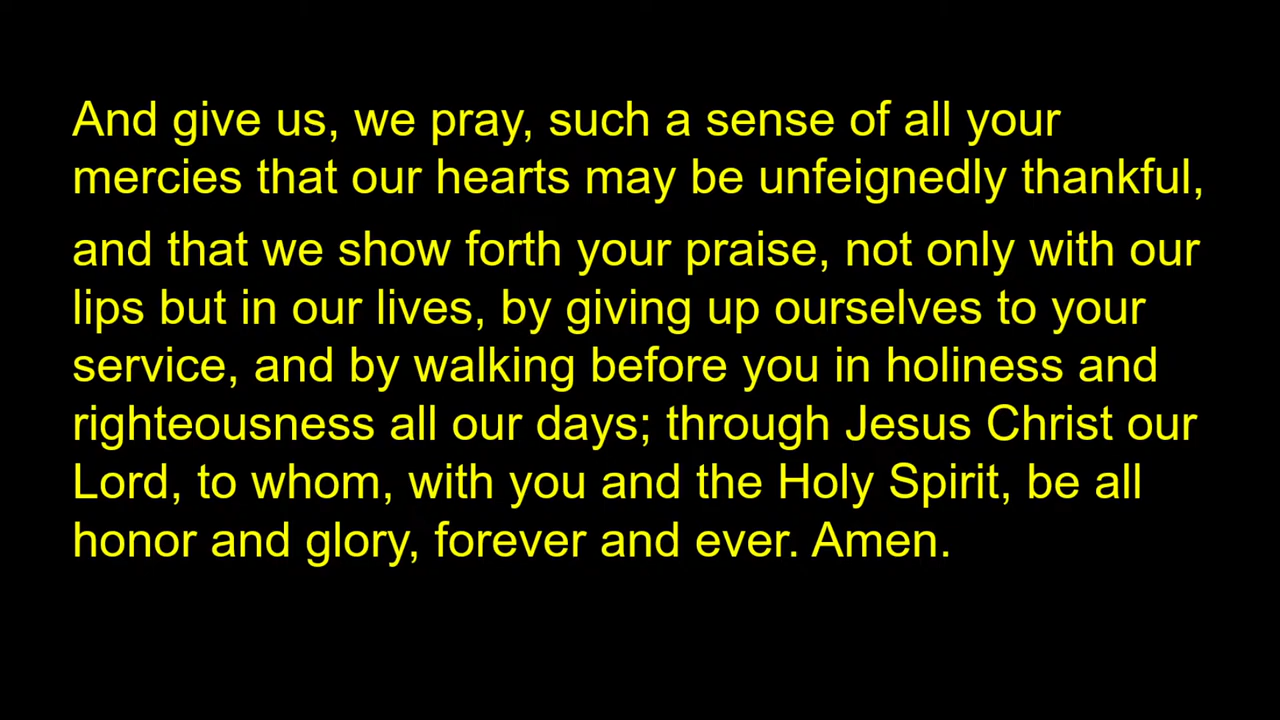 And give us, we pray, such a sense of all your
mercies that our hearts may be unfeignedly thankful,
and that we show forth your praise, not only with our
lips but in our lives, by giving up ourselves to your
service, and by walking before you in holiness and
righteousness all our days; through Jesus Christ our
Lord, to whom, with you and the Holy Spirit, be all
honor and glory, forever and ever. Amen.